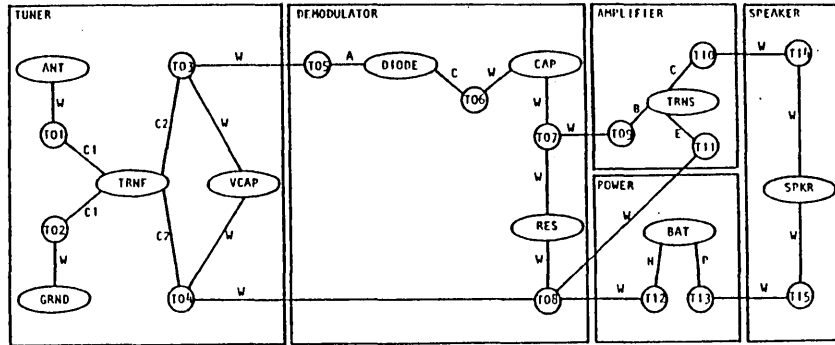 TUNER
DEMODULATOR
AMPLIFIER
SPEAKER
T03
W
T05
A
DIODE
C
W
CAP
T10
W
T14
ANT
W
T01
C1
C2
W
T06
W
T07
W
T09
B
C
TRNS
E
T11
W
TRNF
VCAP
W
POWER
SPKR
C1
T02
W
GRND
C2
W
RES
W
W
BAT
N
P
W
T04
W
T08
W
T12
T13
W
T15